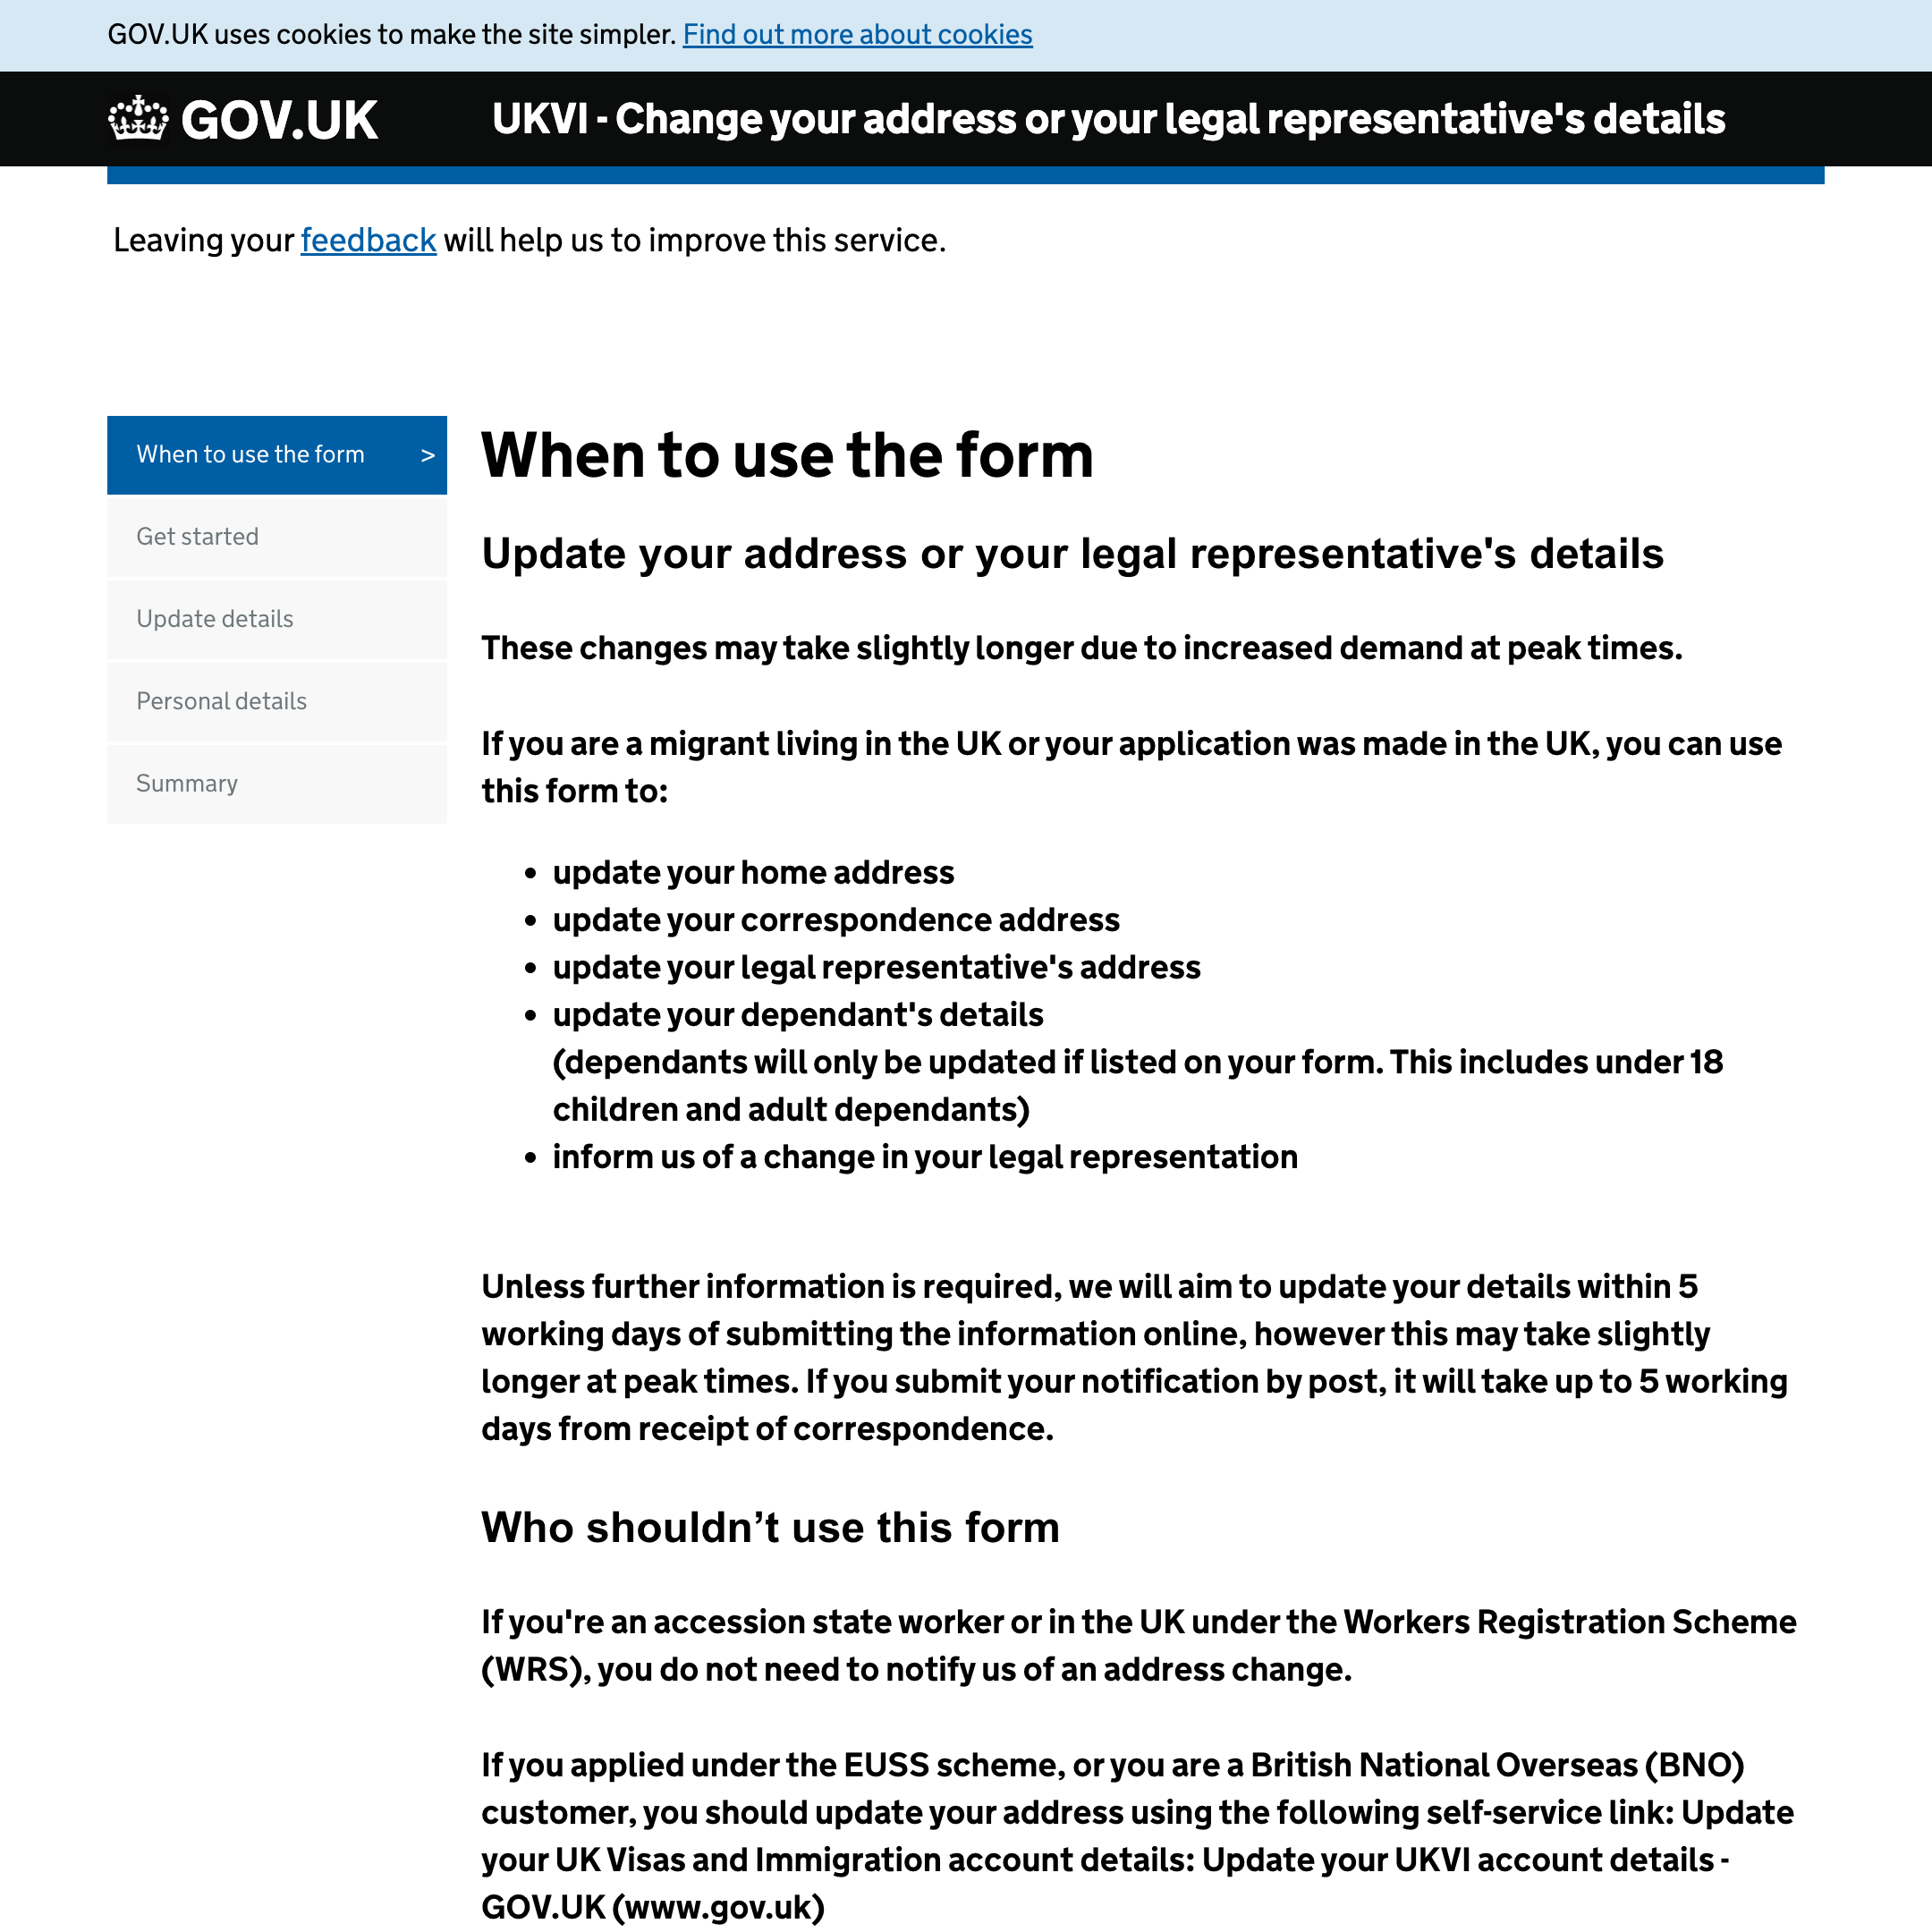 GOV.UK uses cookies to make the site simpler. Find out more about cookies
GOV.UK
UKVI - Change your address or your legal representative's details
Leaving your feedback will help us to improve this service.
When to use the form >
Get started
Update details
Personal details
Summary
When to use the form
Update your address or your legal representative's details
These changes may take slightly longer due to increased demand at peak times.
If you are a migrant living in the UK or your application was made in the UK, you can use
this form to:
• update your home address
• update your correspondence address
• update your legal representative's address
• update your dependant's details
(dependants will only be updated if listed on your form. This includes under 18
children and adult dependants)
• inform us of a change in your legal representation
Unless further information is required, we will aim to update your details within 5
working days of submitting the information online, however this may take slightly
longer at peak times. If you submit your notification by post, it will take up to 5 working
days from receipt of correspondence.
Who shouldn’t use this form
If you're an accession state worker or in the UK under the Workers Registration Scheme
(WRS), you do not need to notify us of an address change.
If you applied under the EUSS scheme, or you are a British National Overseas (BNO)
customer, you should update your address using the following self-service link: Update
your UK Visas and Immigration account details: Update your UKVI account details -
GOV.UK (www.gov.uk)